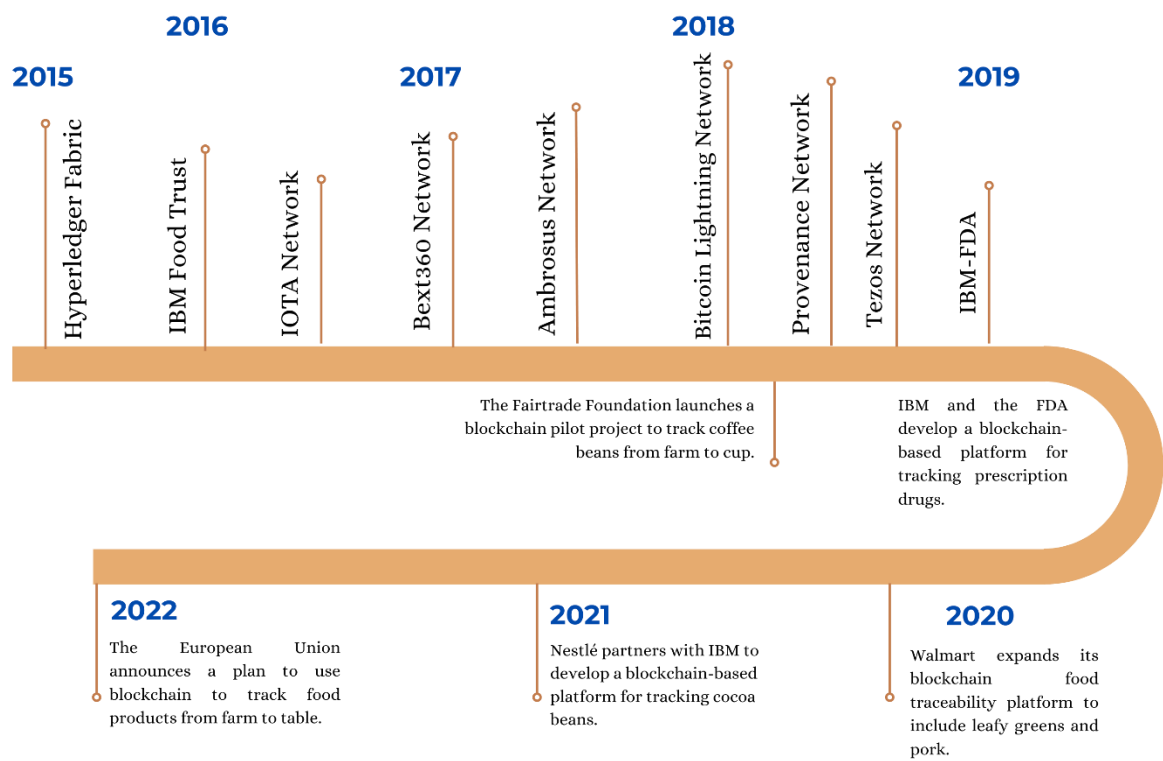 2015
2016
2017
2018
2019
Hyperledger Fabric
IBM Food Trust
IOTA Network
Bext360 Network
Ambrosus Network
Bitcoin Lightning Network
Provenance Network
Tezos Network
IBM-FDA
The Fairtrade Foundation launches a
blockchain pilot project to track coffee
beans from farm to cup.
IBM and the FDA
develop a blockchain-
based platform for
tracking prescription
drugs.
2022
The European Union
announces a plan to use
blockchain to track food
products from farm to table.
2021
Nestlé partners with IBM to
develop a blockchain-based
platform for tracking cocoa
beans.
2020
Walmart expands its
blockchain food
traceability platform to
include leafy greens and
pork.